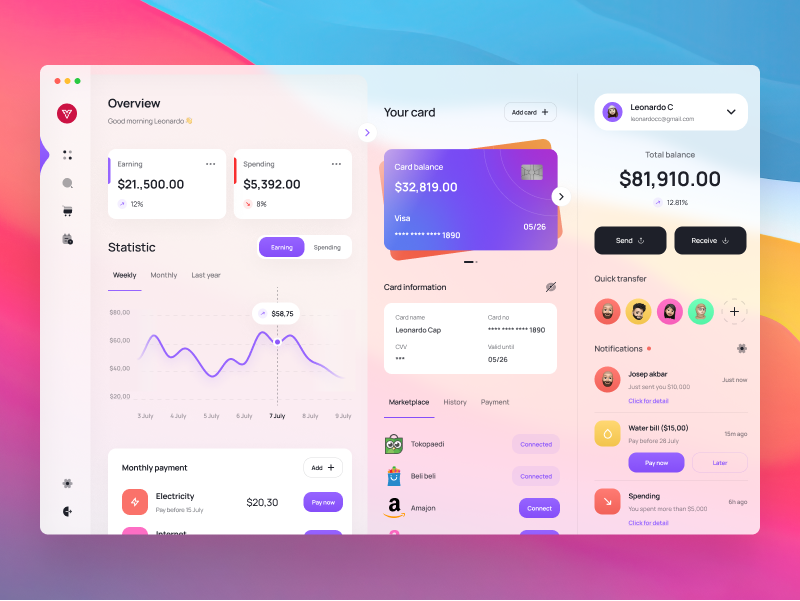 Overview
Good morning Leonardo 👋
Earning
$21.,500.00
12%
Spending
$5,392.00
8%
Statistic
Earning
Spending
Weekly
Monthly
Last year
$80,00
$60,00
$40,00
$20,00
$58,75
3 July
4 July
5 July
6 July
7 July
8 July
9 July
Monthly payment
Add +
Electricity
Pay before 15 July
$20,30
Pay now
Internet
Your card
Add card +
Card balance
$32,819.00
Visa
**** **** **** 1890
05/26
Card information
Card name
Leonardo Cap
Card no
**** **** **** 1890
CVV
***
Valid until
05/26
Marketplace
History
Payment
Tokopaedi
Connected
Beli beli
Connected
a
Amajon
Connect
Leonardo C
leonardocc@gmail.com
Total balance
$81,910.00
12.81%
Send
Receive
Quick transfer
Notifications
Josep akbar
Just sent you $10,000
Click for detail
Just now
Water bill ($15,00)
Pay before 28 July
15m ago
Pay now
Later
Spending
You spent more than $5,000
Click for detail
6h ago